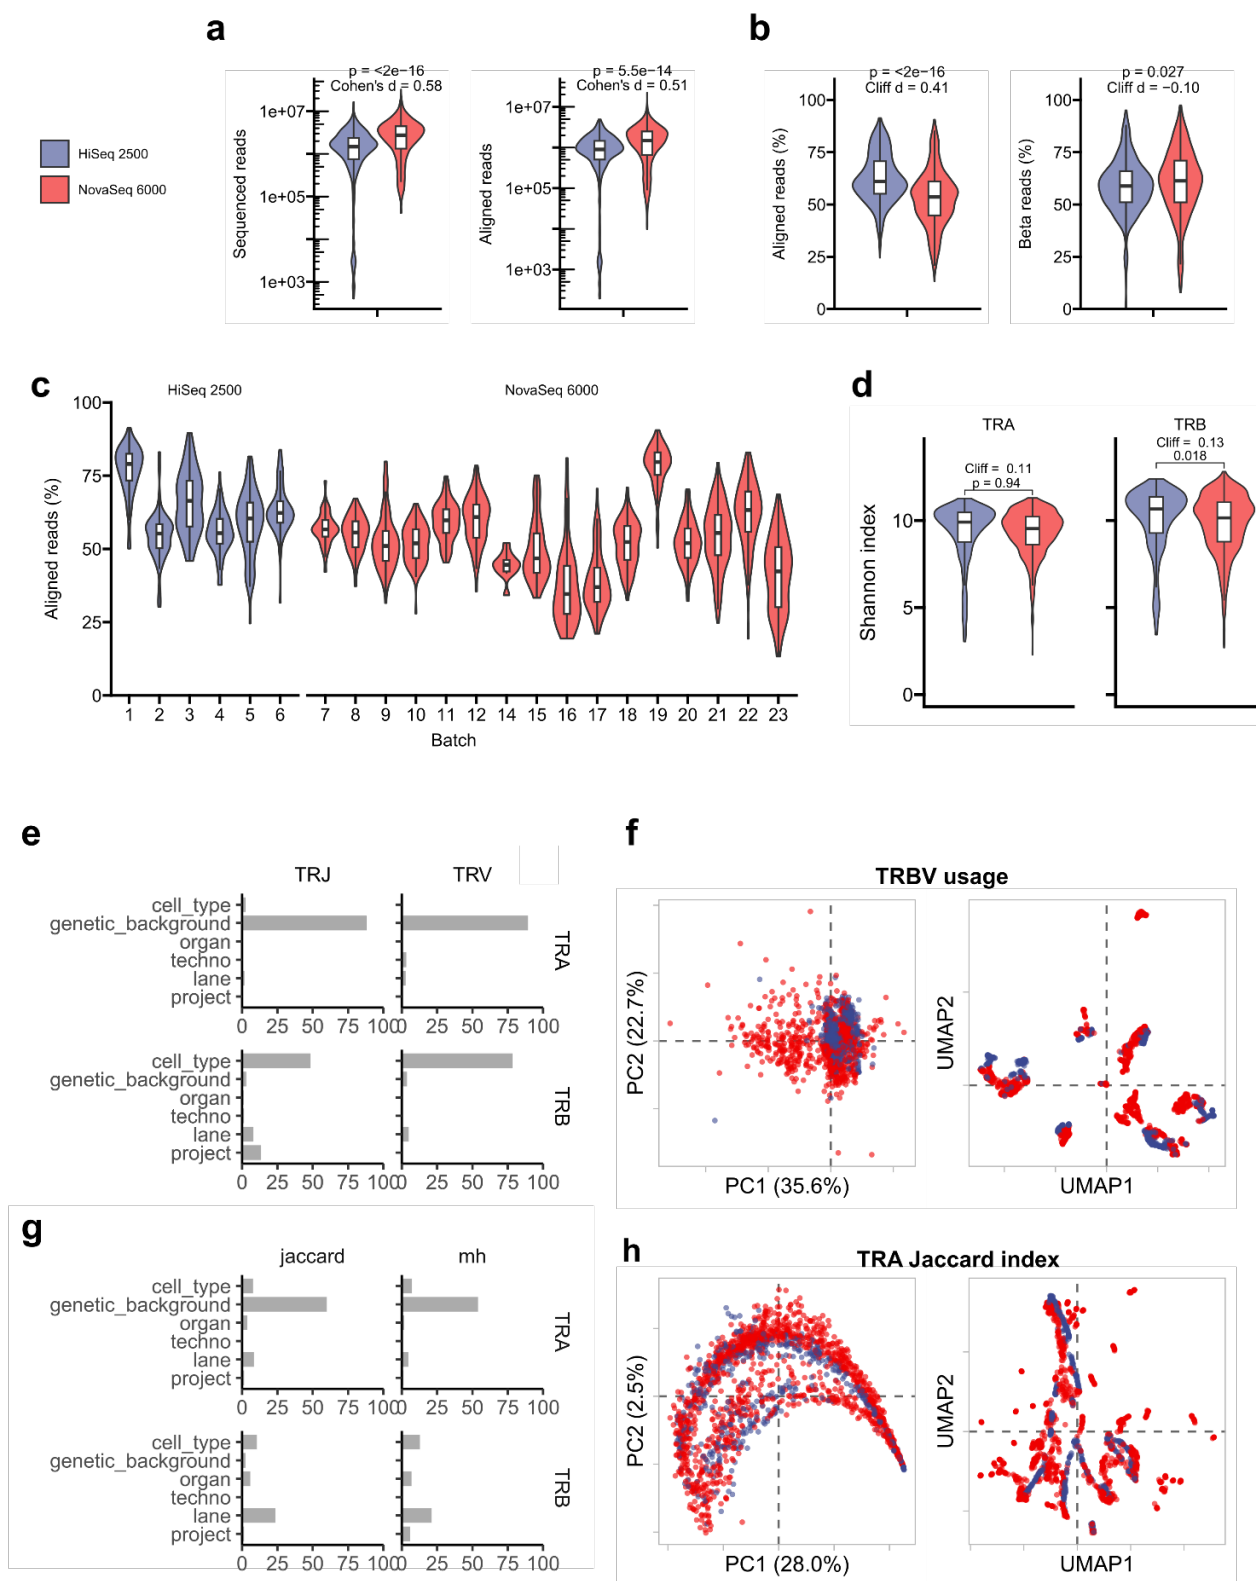 a
b
HiSeq 2500
NovaSeq 6000
p = <2e−16
Cohen's d = 0.58
Sequenced reads
1e+07
1e+05
1e+03
p = 5.5e−14
Cohen's d = 0.51
Aligned reads
1e+07
1e+05
1e+03
p = <2e−16
Cliff d = 0.41
Aligned reads (%)
100
75
50
25
0
p = 0.027
Cliff d = −0.10
Beta reads (%)
100
75
50
25
0
c
HiSeq 2500
NovaSeq 6000
Aligned reads (%)
100
75
50
25
0
1 2 3 4 5 6 7 8 9 10 11 12 14 15 16 17 18 19 20 21 22 23
Batch
d
TRA
TRB
Cliff = 0.11
p = 0.94
Cliff = 0.13
0.018
Shannon index
10
5
0
e
TRJ
TRV
cell_type
genetic_background
organ
techno
lane
project
TRA
0 25 50 75 100
0 25 50 75 100
cell_type
genetic_background
organ
techno
lane
project
TRB
0 25 50 75 100
0 25 50 75 100
f
TRBV usage
PC2 (22.7%)
PC1 (35.6%)
UMAP2
UMAP1
g
jaccard
mh
cell_type
genetic_background
organ
techno
lane
project
TRA
0 25 50 75 100
0 25 50 75 100
cell_type
genetic_background
organ
techno
lane
project
TRB
0 25 50 75 100
0 25 50 75 100
h
TRA Jaccard index
PC2 (2.5%)
PC1 (28.0%)
UMAP2
UMAP1